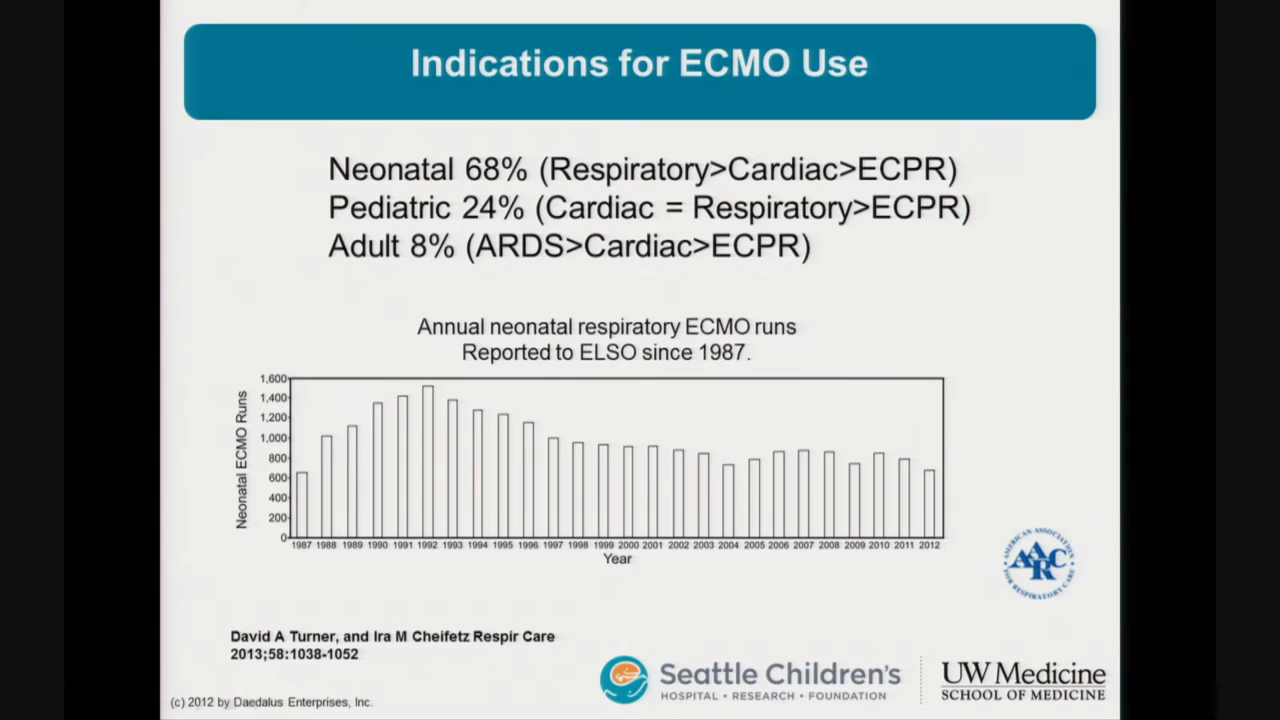 Indications for ECMO Use
Neonatal 68% (Respiratory>Cardiac>ECPR)
Pediatric 24% (Cardiac = Respiratory>ECPR)
Adult 8% (ARDS>Cardiac>ECPR)
Annual neonatal respiratory ECMO runs
Reported to ELSO since 1987.
Neonatal ECMO Runs
1,600
1,400
1,200
1,000
800
600
400
200
0
1987 1988 1989 1990 1991 1992 1993 1994 1995 1996 1997 1998 1999 2000 2001 2002 2003 2004 2005 2006 2007 2008 2009 2010 2011 2012
Year
AMERICAN ASSOCIATION
AARC
FOR RESPIRATORY CARE
David A Turner, and Ira M Cheifetz Respir Care
2013;58:1038-1052
Seattle Children's
HOSPITAL • RESEARCH • FOUNDATION
UW Medicine
SCHOOL OF MEDICINE
(c) 2012 by Daedalus Enterprises, Inc.